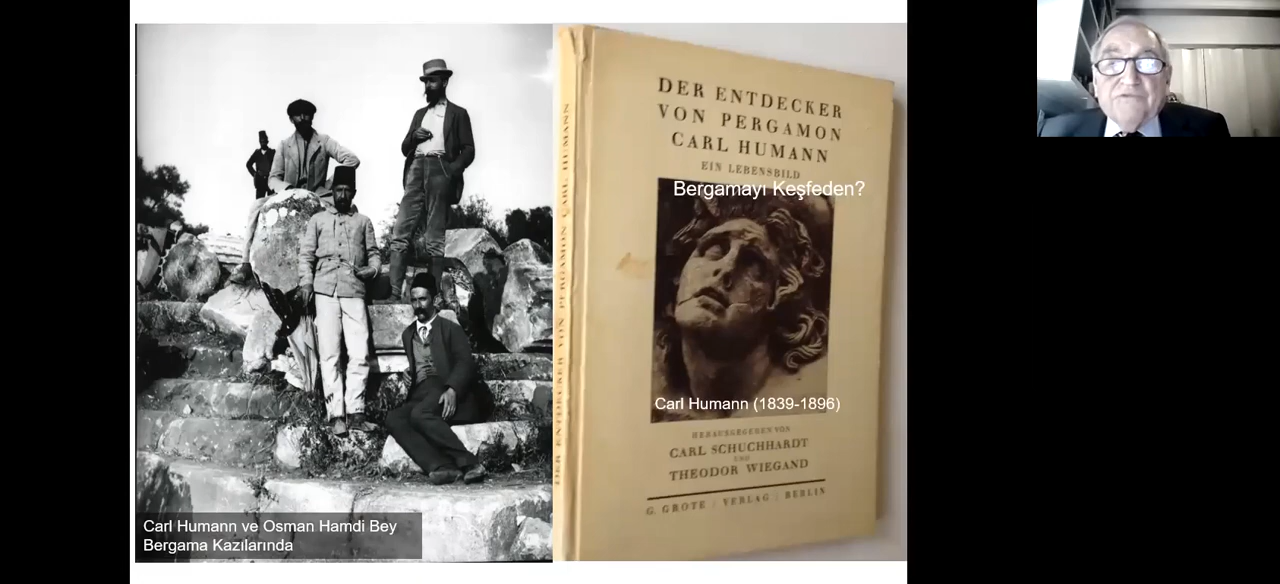 DER ENTDECKER
VON PERGAMON
CARL HUMANN
EIN LEBENSBILD
Bergamayı Keşfeden?
Carl Humann (1839-1896)
HERAUSGEGEBEN VON
CARL SCHUCHHARDT
UND
THEODOR WIEGAND
G. GROTE / VERLAG / BERLIN
DER ENTDECKER VON PERGAMON CARL HUMANN
Carl Humann ve Osman Hamdi Bey
Bergama Kazılarında